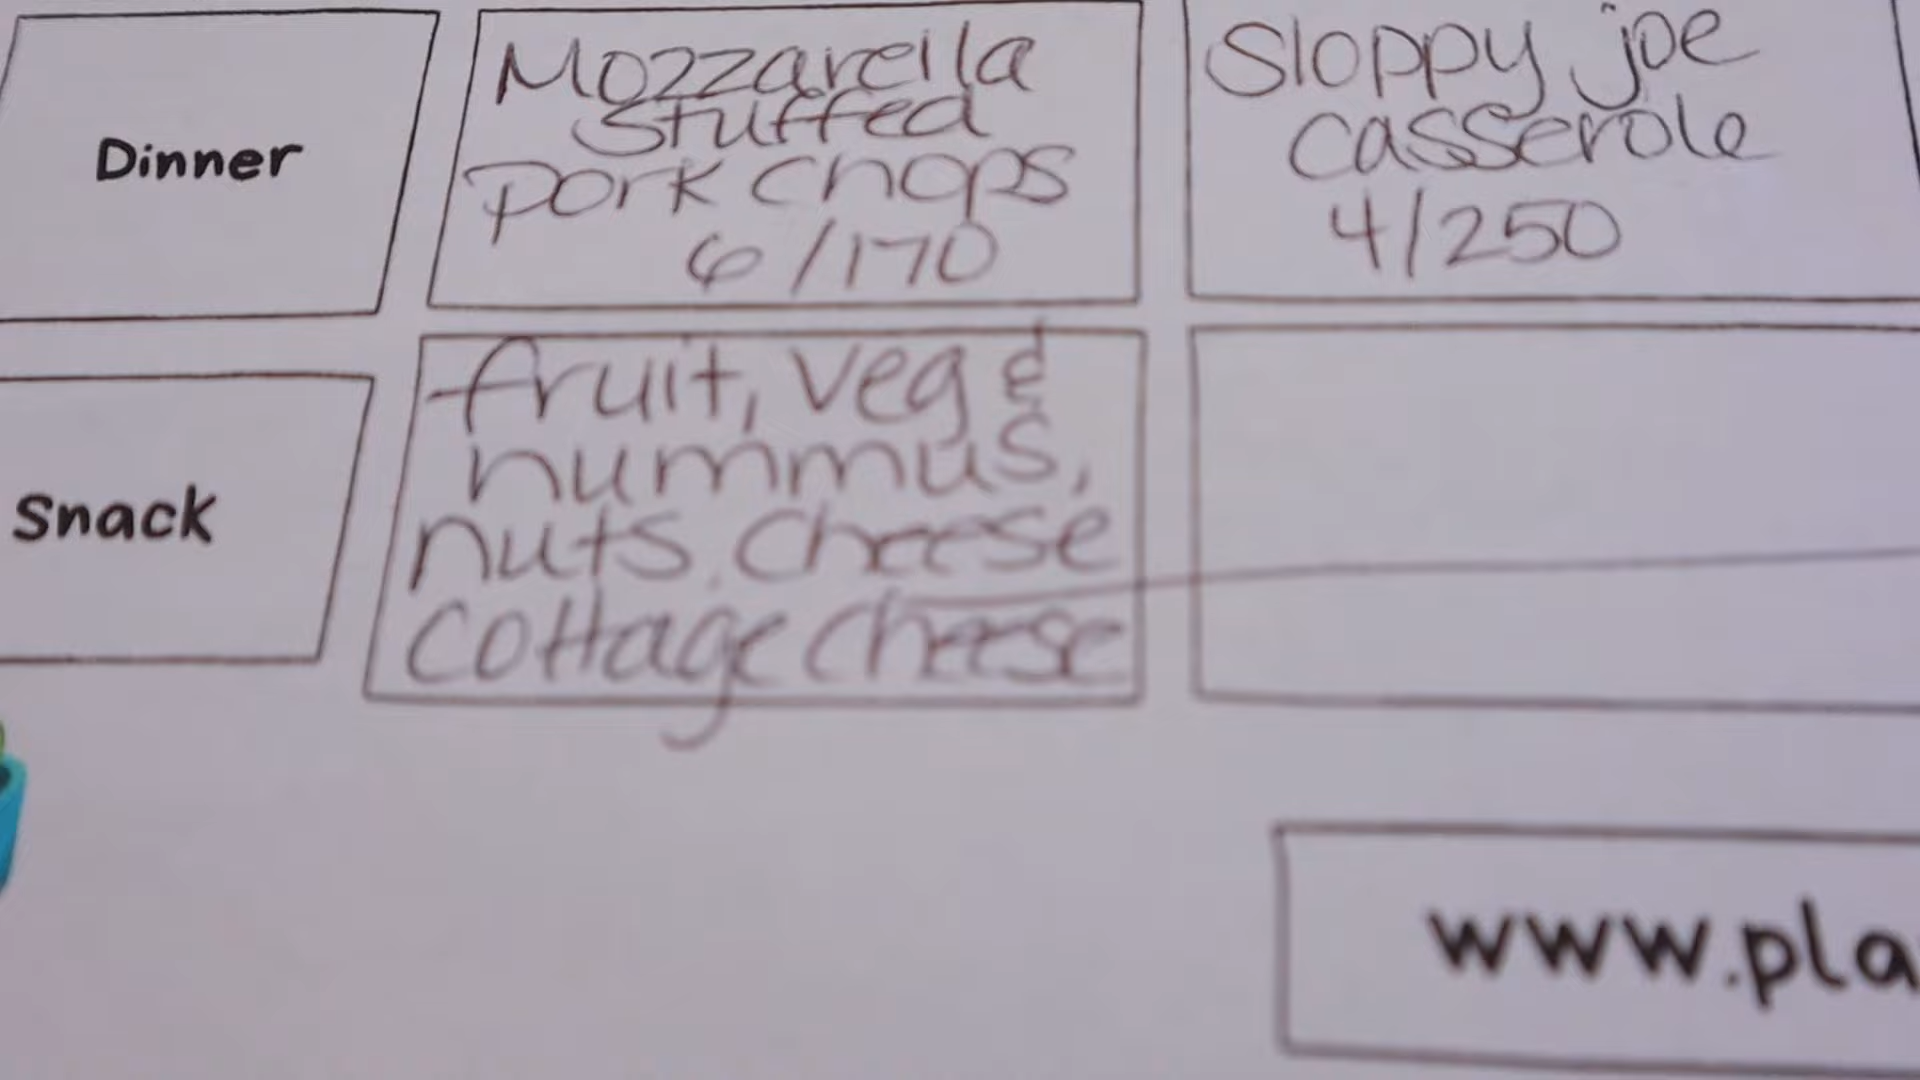 Dinner
Mozzarella
stuffed
pork chops
6/170
Sloppy joe
casserole
4/250
Snack
fruit, veg &
hummus,
nuts, cheese
cottage cheese
www.pla